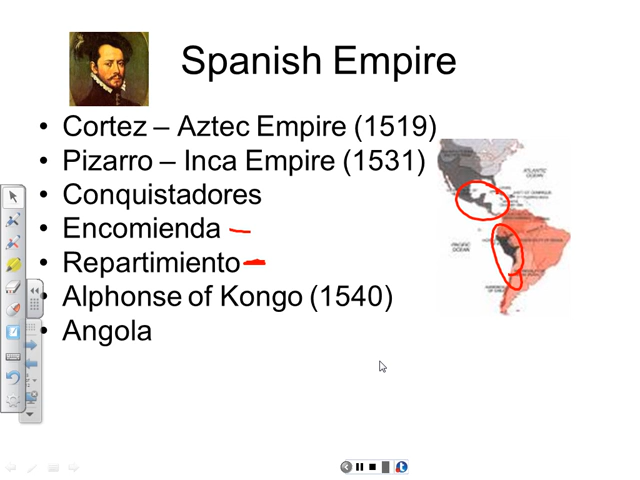 Spanish Empire
• Cortez – Aztec Empire (1519)
• Pizarro – Inca Empire (1531)
• Conquistadores
• Encomienda
• Repartimiento
• Alphonse of Kongo (1540)
• Angola
ATLANTIC
OCEAN
PACIFIC
OCEAN